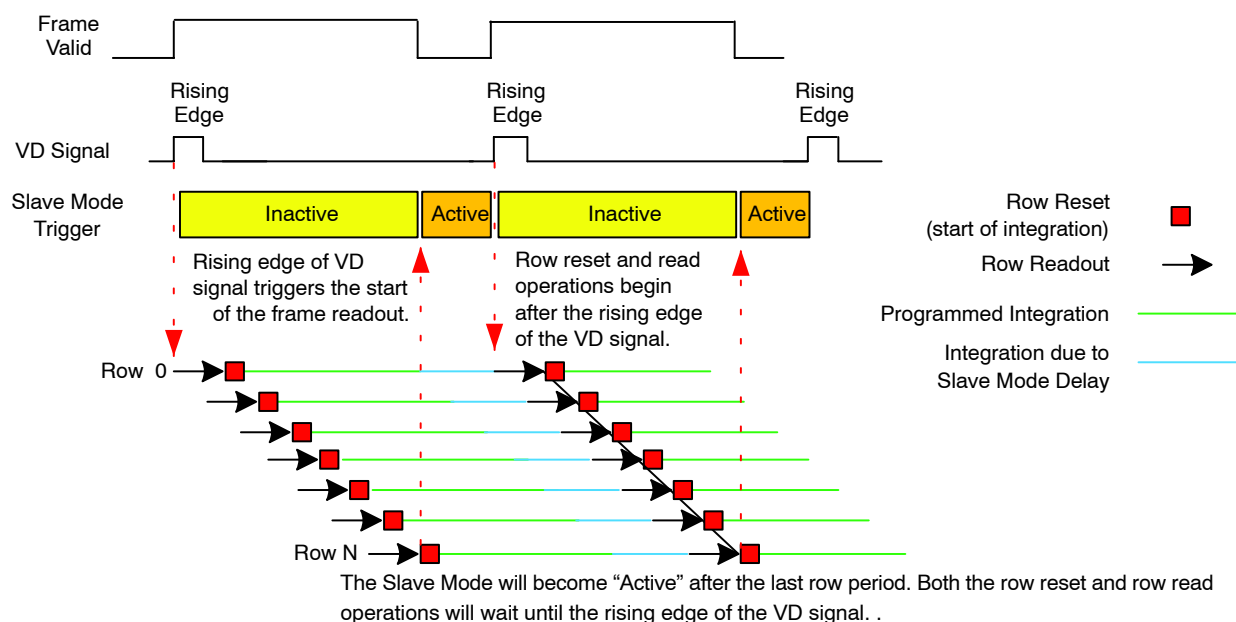 Frame
Valid
Rising
Edge
Rising
Edge
Rising
Edge
VD Signal
Slave Mode
Trigger
Inactive
Active
Inactive
Active
Row Reset
(start of integration)
Row Readout
Programmed Integration
Integration due to
Slave Mode Delay
Rising edge of VD
signal triggers the start
of the frame readout.
Row reset and read
operations begin
after the rising edge
of the VD signal.
Row 0
Row N
The Slave Mode will become “Active” after the last row period. Both the row reset and row read
operations will wait until the rising edge of the VD signal. .